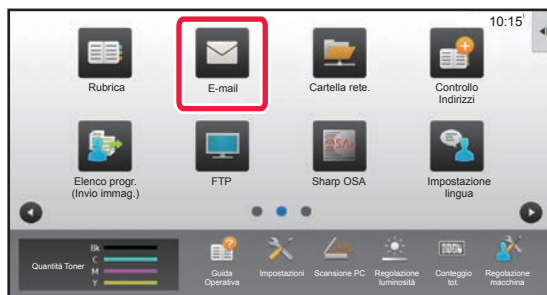 10:15
Rubrica
E-mail
Cartella rete.
Controllo
Indirizzi
Elenco progr.
(Invio immag.)
FTP
Sharp OSA
Impostazione
lingua
Quantità Toner
Bk
C
M
Y
Guida
Operativa
Impostazioni
Scansione PC
Regolazione
luminosità
Conteggio
tot.
Regolazione
macchina